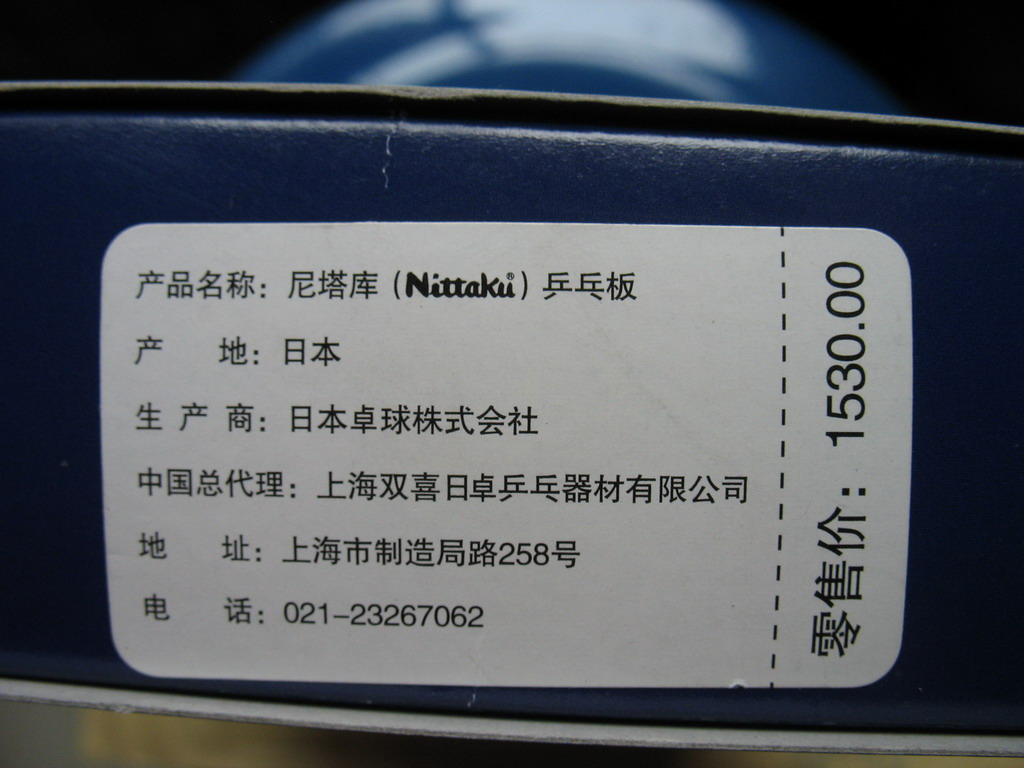 产品名称：尼塔库（Nittaku®）乒乓板
产 地：日本
生 产 商：日本卓球株式会社
中国总代理：上海双喜日卓乒乓器材有限公司
地 址：上海市制造局路258号
电 话：021-23267062
零售价：1530.00